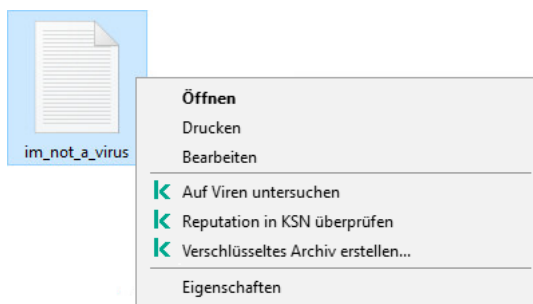 im_not_a_virus
Öffnen
Drucken
Bearbeiten
Auf Viren untersuchen
Reputation in KSN überprüfen
Verschlüsseltes Archiv erstellen...
Eigenschaften